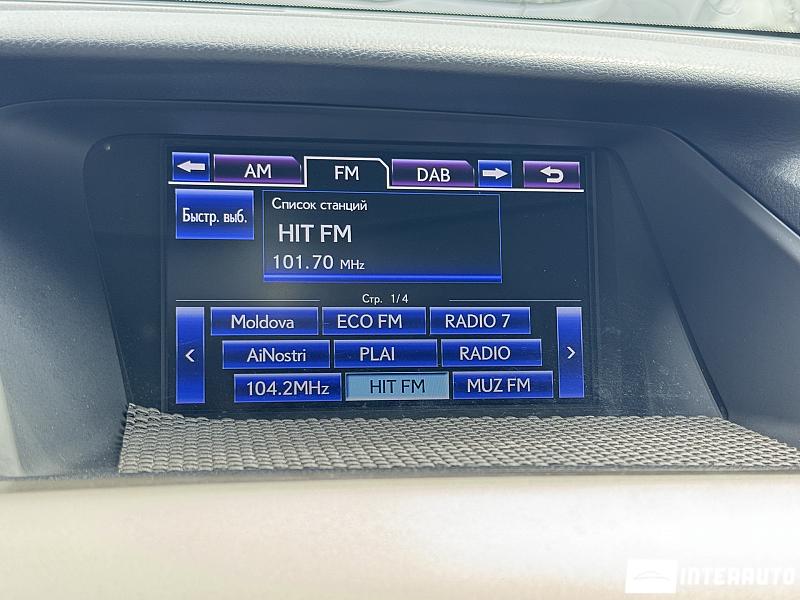 AM FM DAB
Быстр. выб.
Список станций
HIT FM
101.70 MHz
Стр. 1/4
Moldova ECO FM RADIO 7
AiNostri PLAI RADIO
104.2MHz HIT FM MUZ FM
INTERAUTO